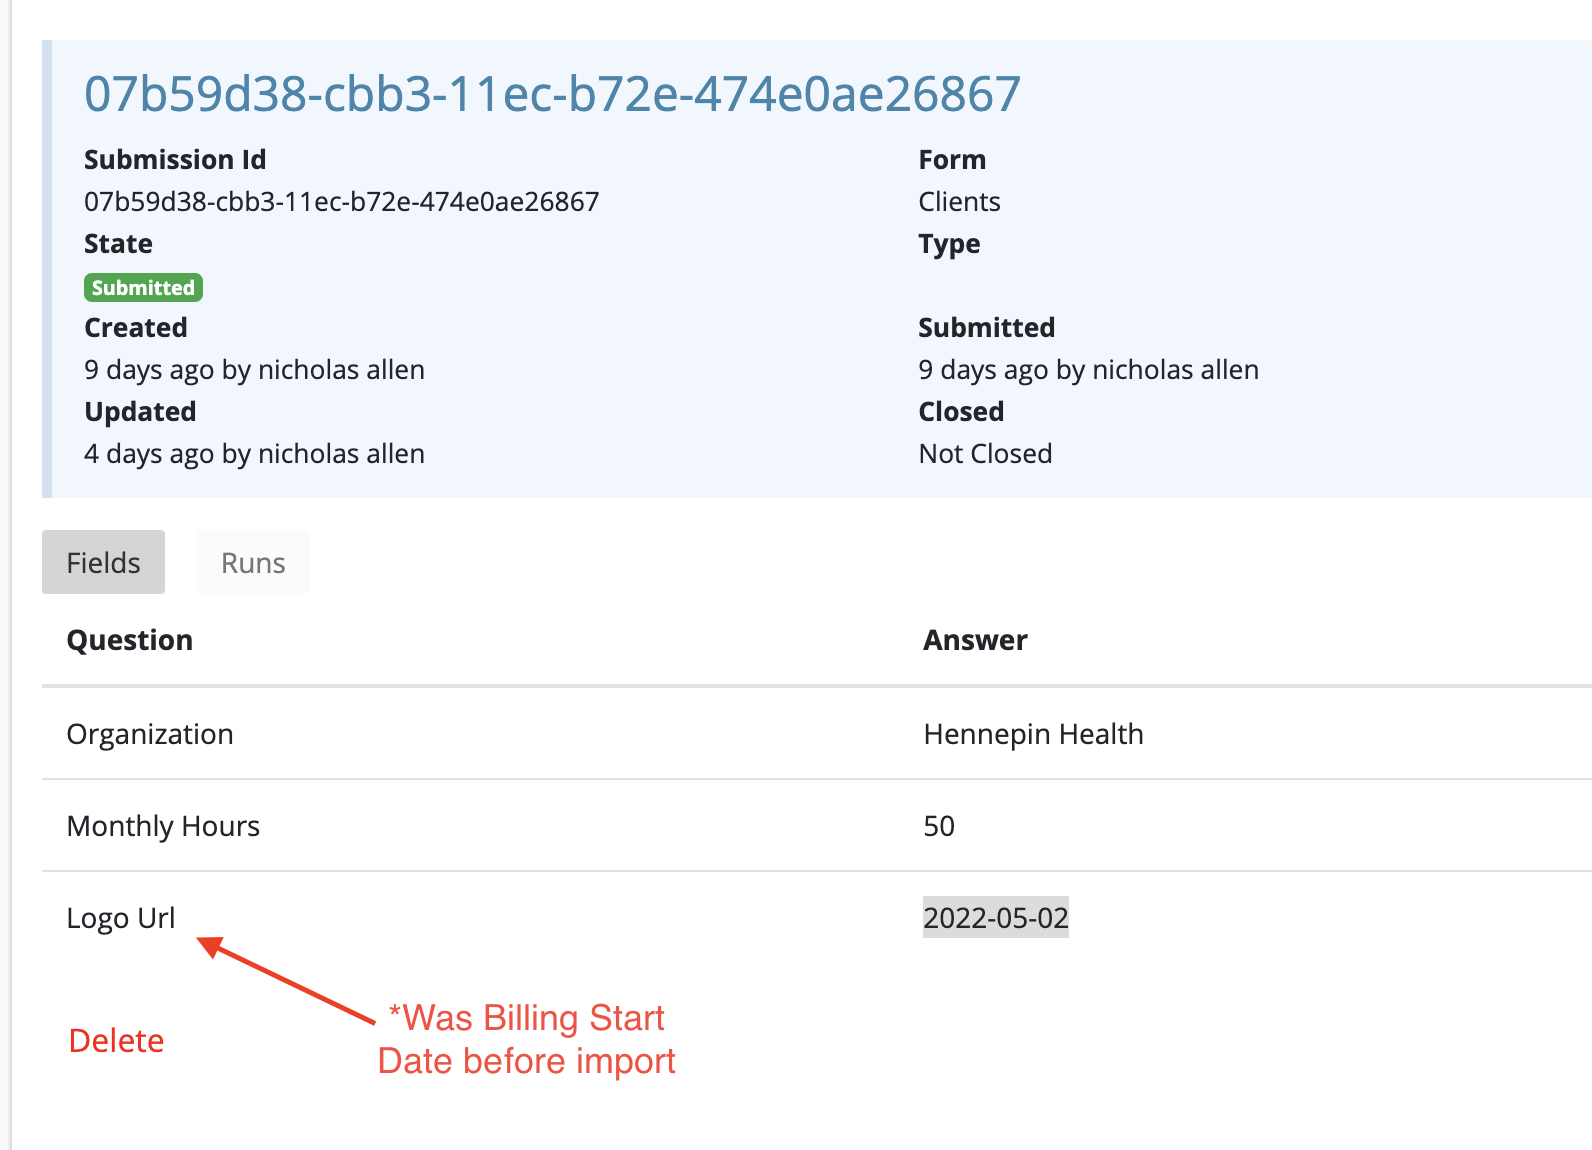 07b59d38-cbb3-11ec-b72e-474e0ae26867
Submission Id
07b59d38-cbb3-11ec-b72e-474e0ae26867
Form
Clients
State
Submitted
Type
Created
9 days ago by nicholas allen
Submitted
9 days ago by nicholas allen
Updated
4 days ago by nicholas allen
Closed
Not Closed
Fields
Runs
Question
Answer
Organization
Hennepin Health
Monthly Hours
50
Logo Url
2022-05-02
*Was Billing Start
Date before import
Delete